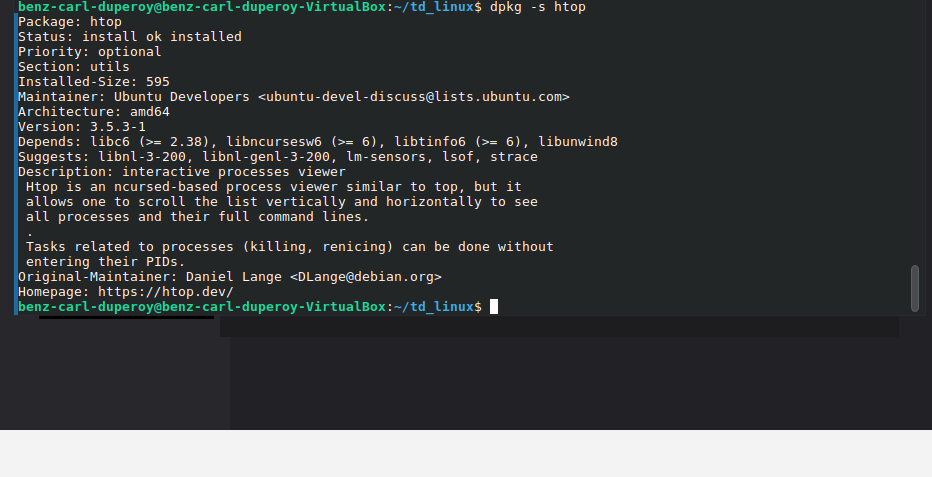 benz-carl-duperoy@benz-carl-duperoy-VirtualBox:~/td_linux$ dpkg -s htop
Package: htop
Status: install ok installed
Priority: optional
Section: utils
Installed-Size: 595
Maintainer: Ubuntu Developers <ubuntu-devel-discuss@lists.ubuntu.com>
Architecture: amd64
Version: 3.5.3-1
Depends: libc6 (>= 2.38), libncursesw6 (>= 6), libtinfo6 (>= 6), libunwind8
Suggests: libnl-3-200, libnl-genl-3-200, lm-sensors, lsof, strace
Description: interactive processes viewer
 Htop is an ncursed-based process viewer similar to top, but it
 allows one to scroll the list vertically and horizontally to see
 all processes and their full command lines.
 .
 Tasks related to processes (killing, renicing) can be done without
 entering their PIDs.
Original-Maintainer: Daniel Lange <DLange@debian.org>
Homepage: https://htop.dev/
benz-carl-duperoy@benz-carl-duperoy-VirtualBox:~/td_linux$